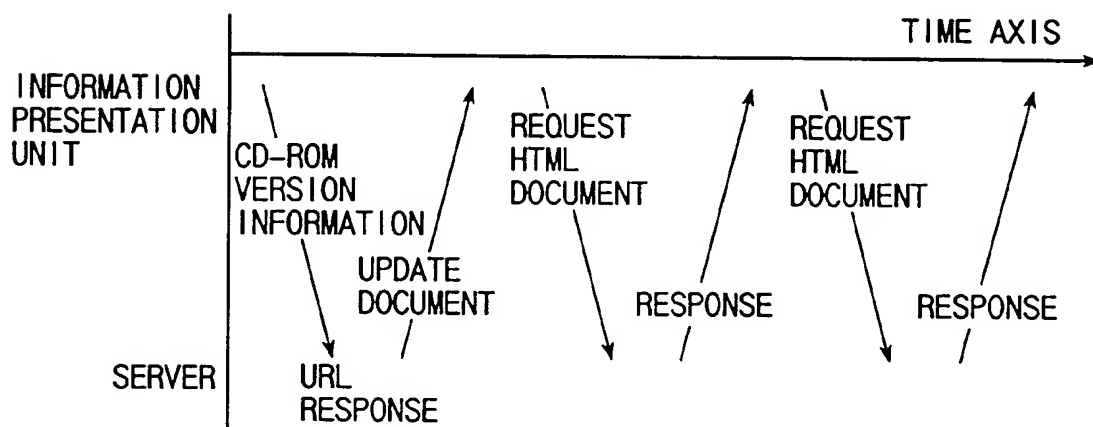 TIME AXIS
INFORMATION
PRESENTATION
UNIT
CD-ROM
VERSION
INFORMATION
UPDATE
DOCUMENT
REQUEST
HTML
DOCUMENT
RESPONSE
REQUEST
HTML
DOCUMENT
RESPONSE
SERVER
URL
RESPONSE